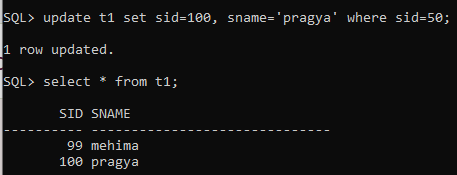 SQL> update t1 set sid=100, sname='pragya' where sid=50;
1 row updated.
SQL> select * from t1;
SID SNAME
---------- ------------------------------
99 mehima
100 pragya